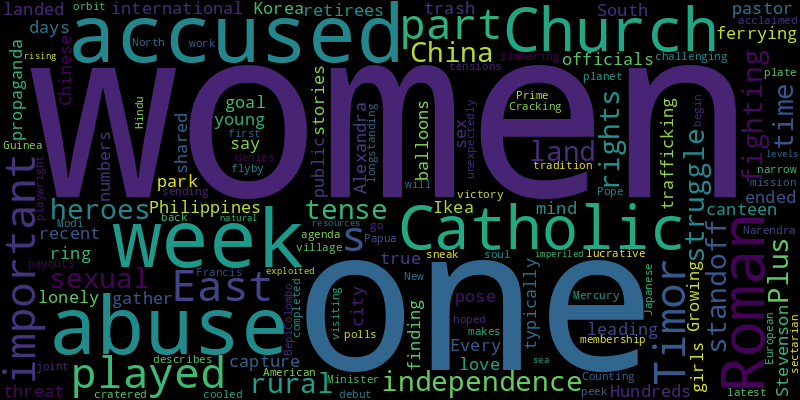 landed
orbit
international
Korea
retirees
trash
South
pastor
acclaimed
days
accused
part
Church
ferrying
North
work
China
officials
simmering
challenging
propaganda
Chinese
Women
tensions
planet
plate
rising
Hindu
goal
young
stories
Alexandra
balloons
sex
Prime
Cracking
rights
trafficking
fighting
time
Guinea
numbers
shared
first
say
denies
flyby
public
longstanding
unexpectedly
land
tradition
begin
levels
narrow
mission
important
playwright
park
sending
will
victory
Pope
struggle
ended
heroes
Philippines
tense
Ikea
mind
canteen
recent
Modi
back
natural
resources
agenda
village
s
Papua
go
Catholic
Narendra
ring
week
true
sneak
soul
imperiled
lucrative
standoff
payouts
Francis
exploited
New
one
sexual
East
BepiColombo
completed
visiting
city
polls
finding
pose
typically
Mercury
Japanese
Timor
Growing
girls
Roman
Plus
Stevenson
European
sectarian
lonely
gather
hoped
makes
leading
membership
abuse
describes
capture
Every
love
sea
Counting
peek
Hundreds
latest
threat
joint
played
cratered
cooled
rural
American
Minister
debut
independence